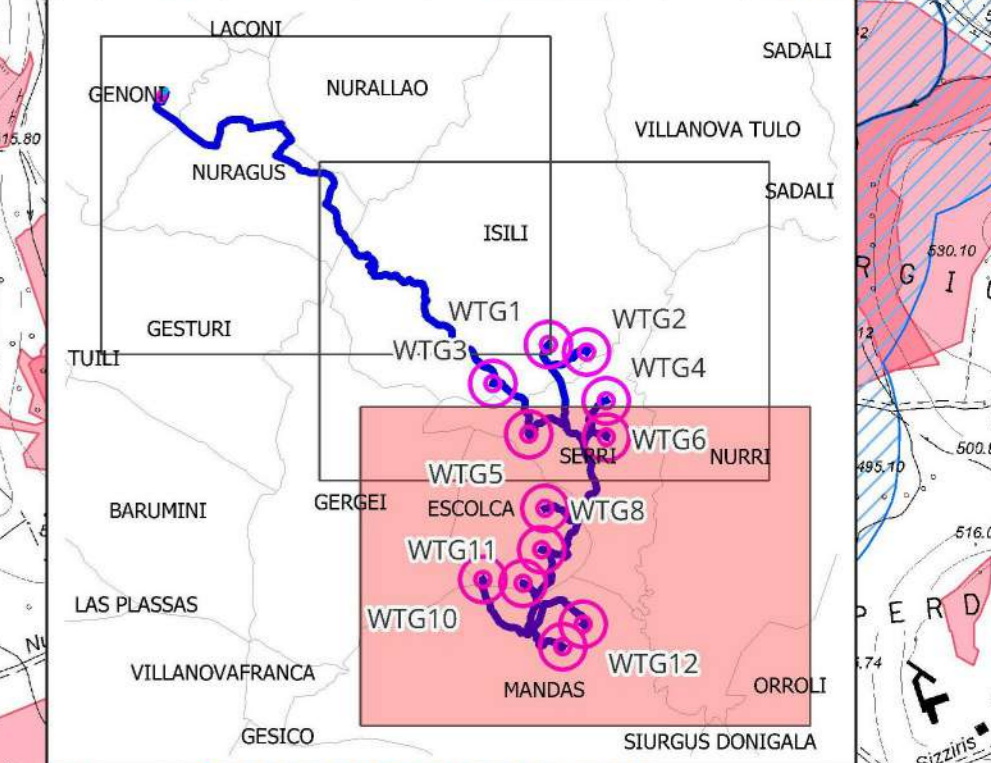 LACONI
SADALI
GENONI
NURALLAO
VILLANOVA TULO
NURAGUS
SADALI
ISILI
WTG1
WTG2
GESTURI
WTG3
TUILI
WTG4
WTG6
SERRI
NURRI
WTG5
GERGEI
ESCOLCA
WTG8
BARUMINI
WTG11
LAS PLASSAS
WTG10
WTG12
VILLANOVAFRANCA
MANDAS
ORROLI
GESICO
SIURGUS DONIGALA
15.80
530.10
R G I
12
495.10
500.
516.
P E R D
.74
Sizziris